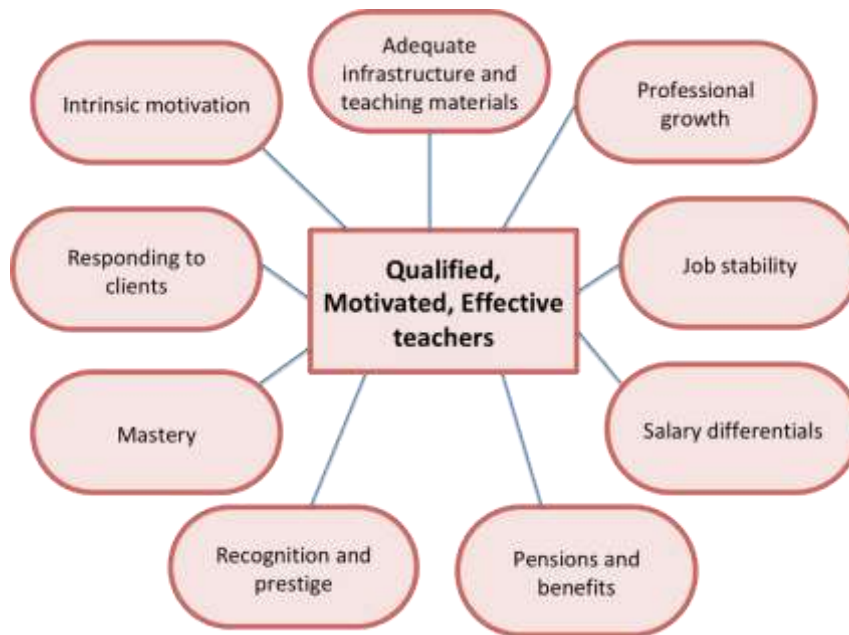 Adequate
infrastructure and
teaching materials
Intrinsic motivation
Professional
growth
Responding to
clients
Qualified,
Motivated, Effective
teachers
Job stability
Mastery
Salary differentials
Recognition and
prestige
Pensions and
benefits